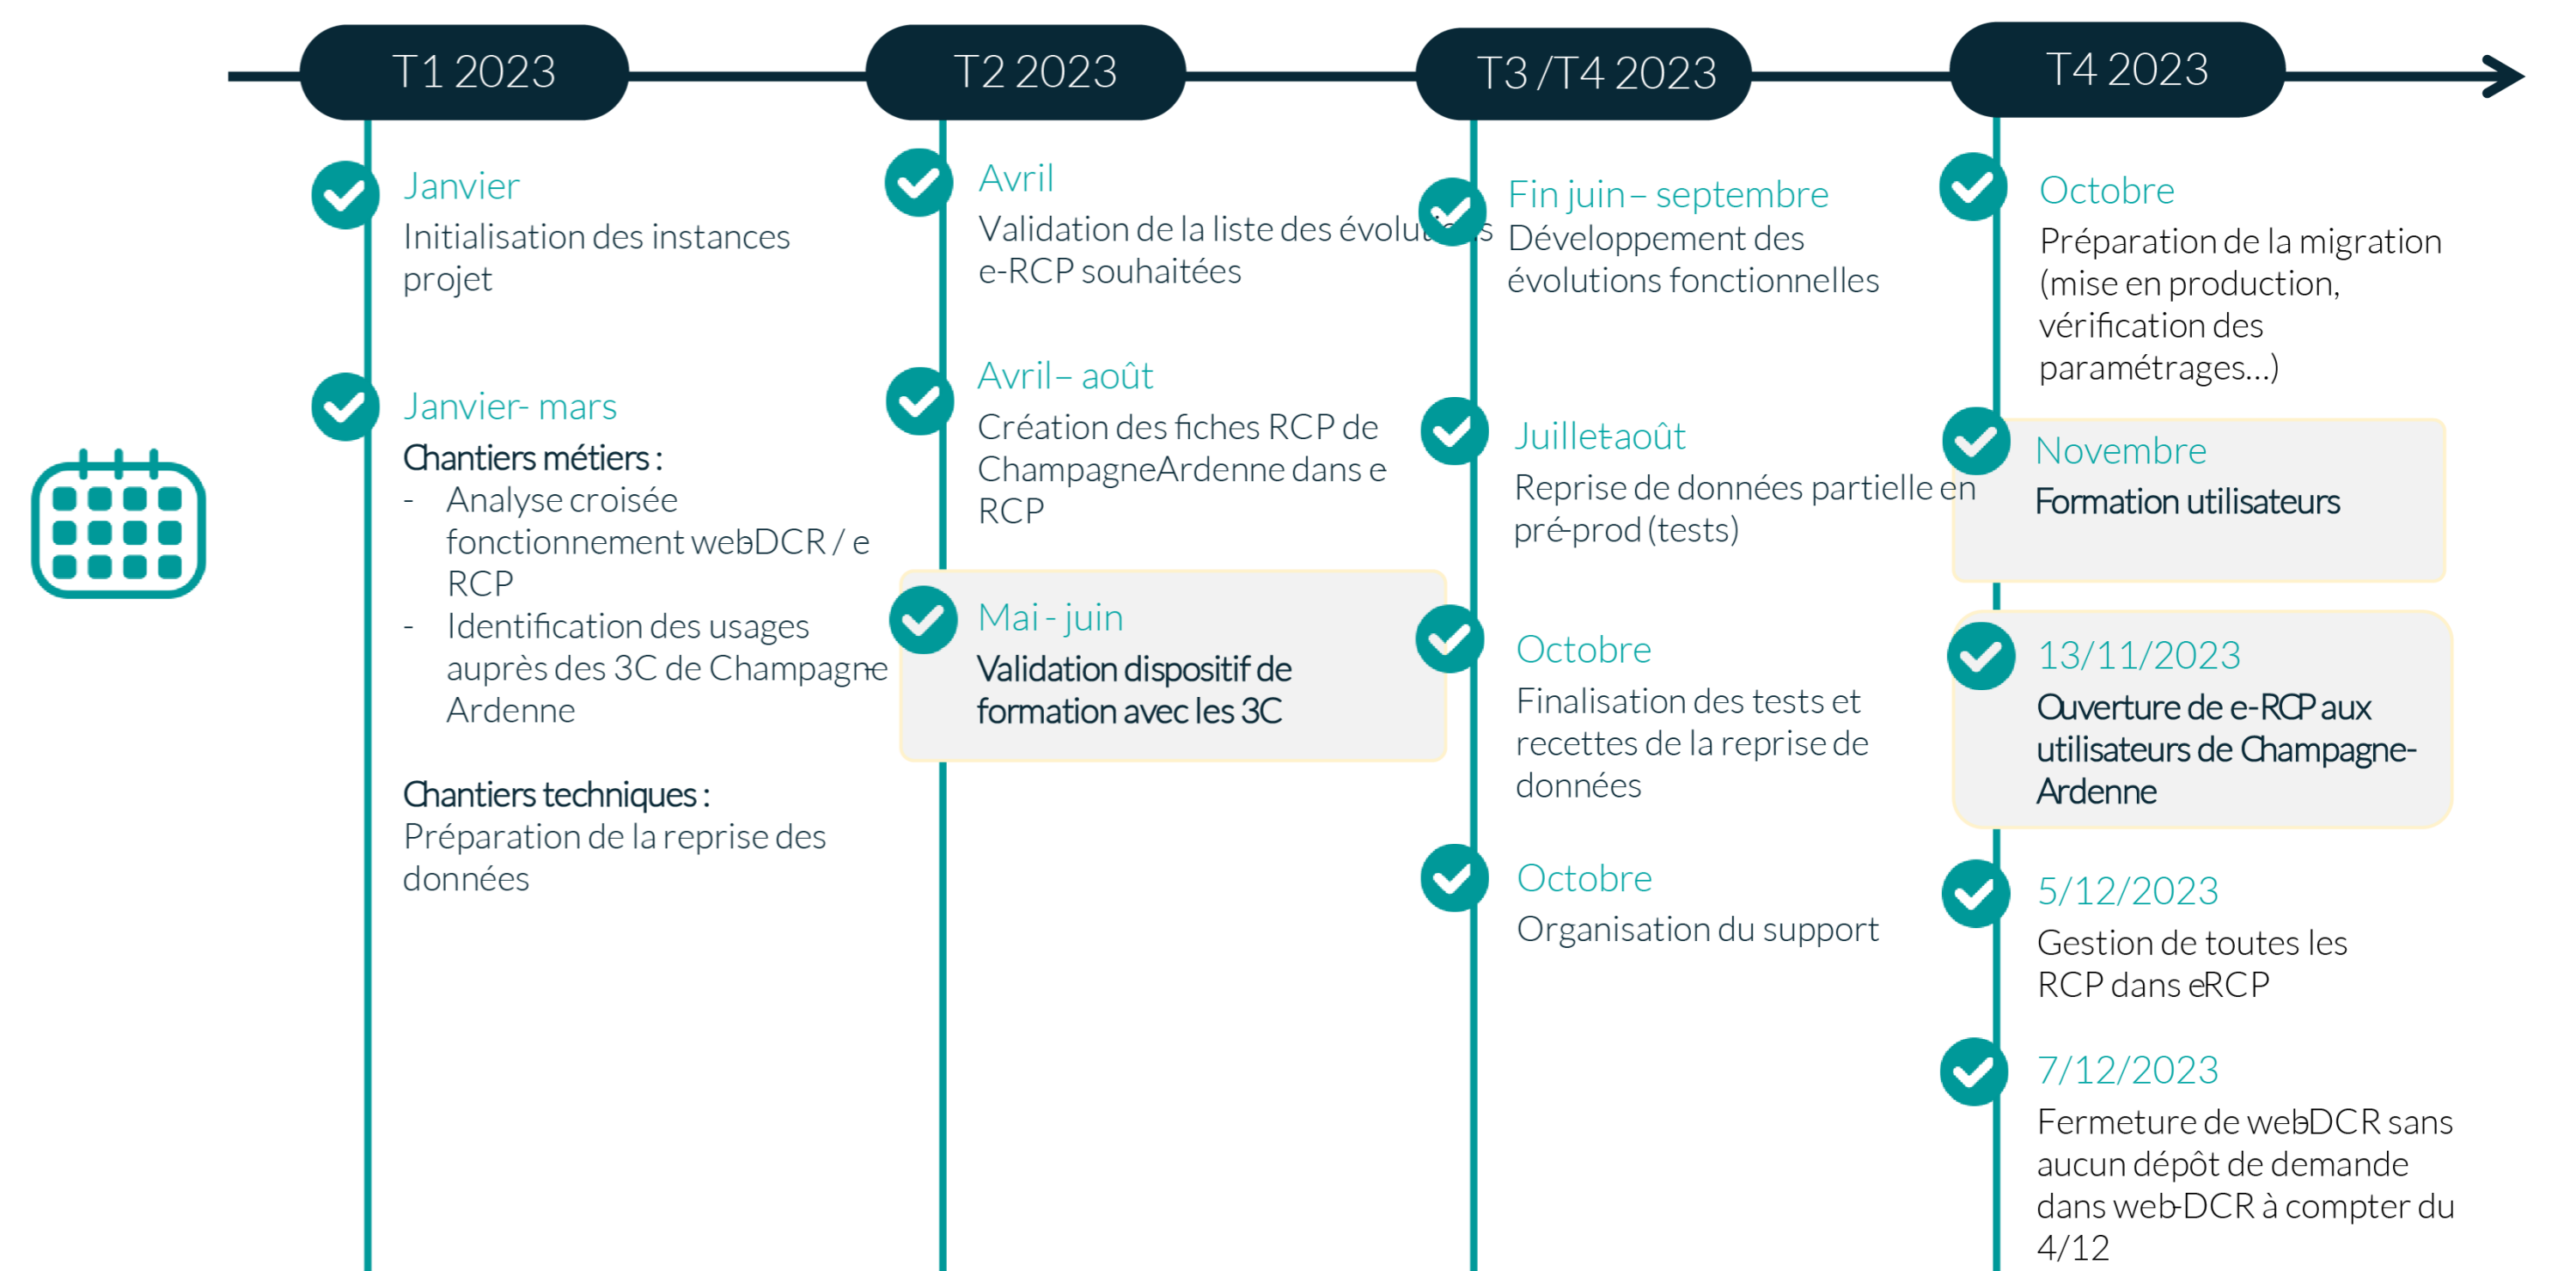 T1 2023
T2 2023
T3 /T4 2023
T4 2023
Janvier
Initialisation des instances
projet
Janvier- mars
Chantiers métiers :
- Analyse croisée
fonctionnement web-DCR / e
RCP
- Identification des usages
auprès des 3C de Champagne-
Ardenne
Chantiers techniques :
Préparation de la reprise des
données
Avril
Validation de la liste des évolutions
e-RCP souhaitées
Avril – août
Création des fiches RCP de
ChampagneArdenne dans e
RCP
Mai - juin
Validation dispositif de
formation avec les 3C
Fin juin – septembre
Développement des
évolutions fonctionnelles
Juillet-août
Reprise de données partielle en
pré-prod (tests)
Octobre
Finalisation des tests et
recettes de la reprise de
données
Octobre
Organisation du support
Octobre
Préparation de la migration
(mise en production,
vérification des
paramétrages…)
Novembre
Formation utilisateurs
13/11/2023
Ouverture de e-RCP aux
utilisateurs de Champagne-
Ardenne
5/12/2023
Gestion de toutes les
RCP dans eRCP
7/12/2023
Fermeture de web-DCR sans
aucun dépôt de demande
dans web-DCR à compter du
4/12